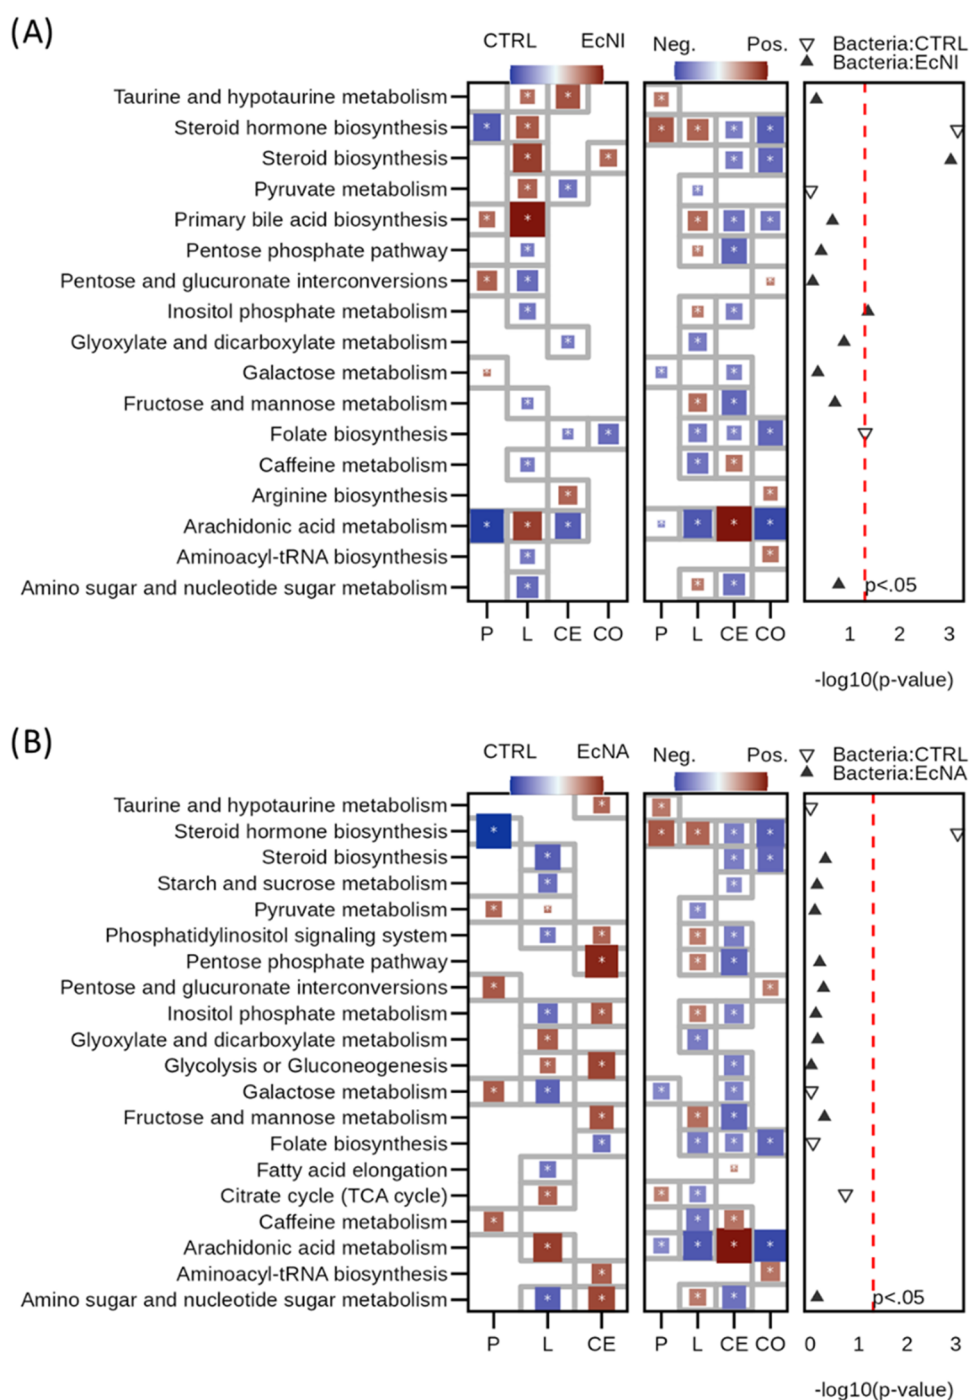 (A)
CTRL EcNI Neg. Pos. Bacteria:CTRL
Bacteria:EcNI
Taurine and hypotaurine metabolism
Steroid hormone biosynthesis
Steroid biosynthesis
Pyruvate metabolism
Primary bile acid biosynthesis
Pentose phosphate pathway
Pentose and glucuronate interconversions
Inositol phosphate metabolism
Glyoxylate and dicarboxylate metabolism
Galactose metabolism
Fructose and mannose metabolism
Folate biosynthesis
Caffeine metabolism
Arginine biosynthesis
Arachidonic acid metabolism
Aminoacyl-tRNA biosynthesis
Amino sugar and nucleotide sugar metabolism p<.05
P L CE CO P L CE CO 1 2 3
-log10(p-value)
(B)
CTRL EcNA Neg. Pos. Bacteria:CTRL
Bacteria:EcNA
Taurine and hypotaurine metabolism
Steroid hormone biosynthesis
Steroid biosynthesis
Starch and sucrose metabolism
Pyruvate metabolism
Phosphatidylinositol signaling system
Pentose phosphate pathway
Pentose and glucuronate interconversions
Inositol phosphate metabolism
Glyoxylate and dicarboxylate metabolism
Glycolysis or Gluconeogenesis
Galactose metabolism
Fructose and mannose metabolism
Folate biosynthesis
Fatty acid elongation
Citrate cycle (TCA cycle)
Caffeine metabolism
Arachidonic acid metabolism
Aminoacyl-tRNA biosynthesis
Amino sugar and nucleotide sugar metabolism p<.05
P L CE P L CE CO 0 1 2 3
-log10(p-value)